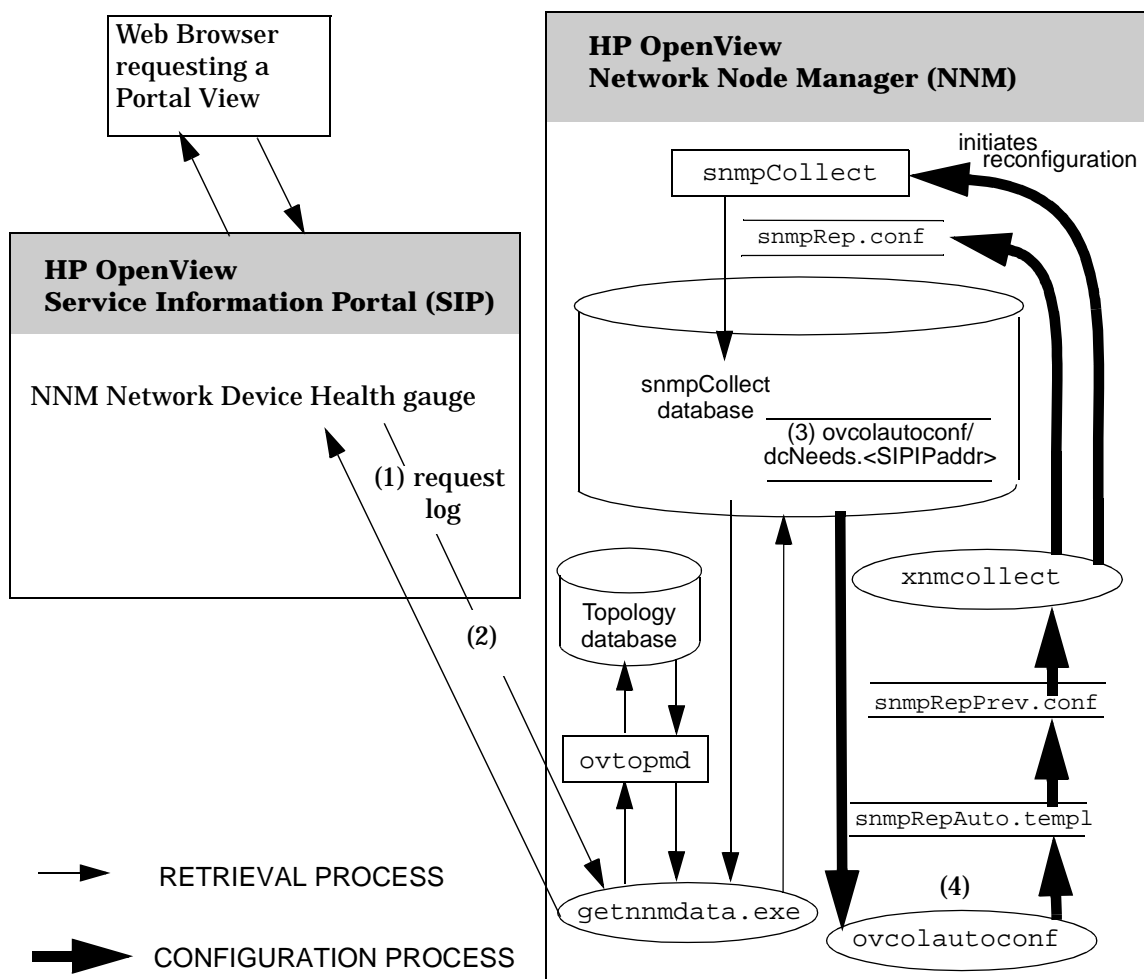 Web Browser
requesting a
Portal View
HP OpenView
Service Information Portal (SIP)
NNM Network Device Health gauge
(1) request
log
(2)
HP OpenView
Network Node Manager (NNM)
initiates
reconfiguration
snmpCollect
snmpRep.conf
snmpCollect
database
(3) ovcolautoconf/
dcNeeds.<SIPIPaddr>
xnmcollect
Topology
database
snmpRepPrev.conf
ovtopmd
snmpRepAuto.templ
(4)
getnnmdata.exe
ovcolautoconf
RETRIEVAL PROCESS
CONFIGURATION PROCESS